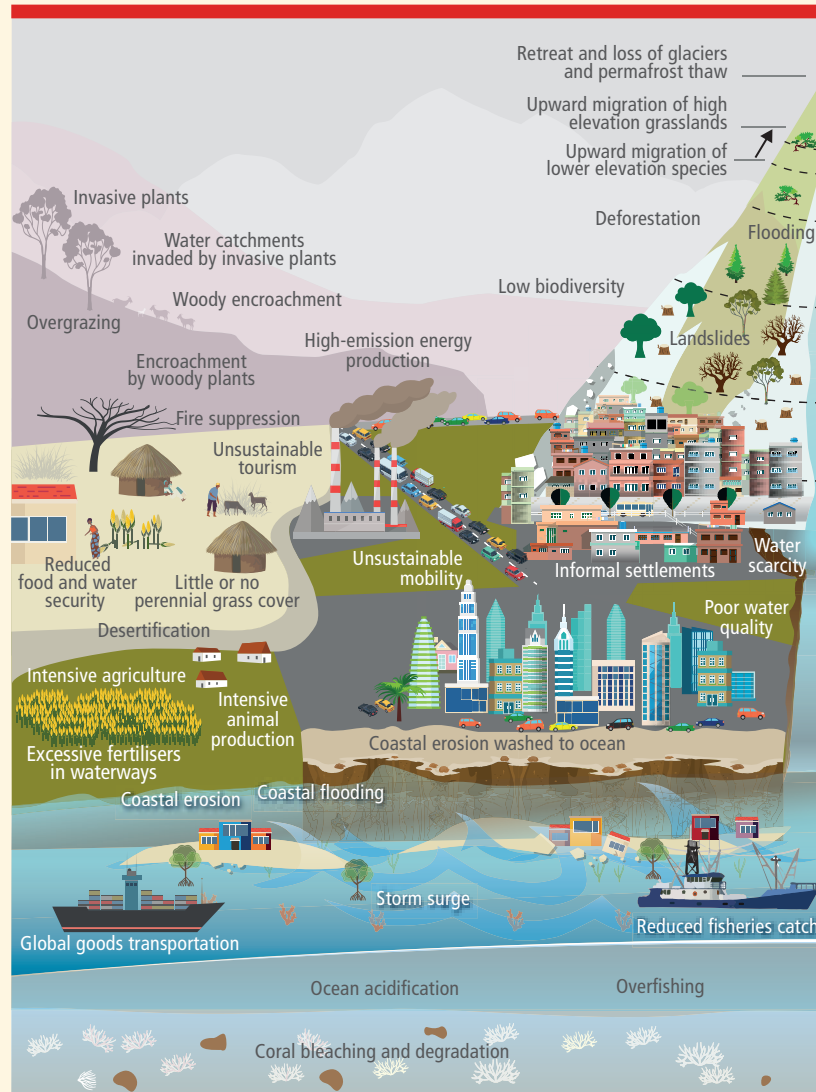 Retreat and loss of glaciers
and permafrost thaw
Upward migration of high
elevation grasslands
Upward migration of
lower elevation species
Invasive plants
Deforestation
Flooding
Water catchments
invaded by invasive plants
Low biodiversity
Woody encroachment
Overgrazing
High-emission energy
production
Landslides
Encroachment
by woody plants
Fire suppression
Unsustainable
tourism
Reduced
food and water
security
Little or no
perennial grass cover
Unsustainable
mobility
Informal settlements
Water
scarcity
Poor water
quality
Desertification
Intensive agriculture
Intensive
animal
production
Excessive fertilisers
in waterways
Coastal erosion washed to ocean
Coastal erosion
Coastal flooding
Storm surge
Global goods transportation
Reduced fisheries catch
Ocean acidification
Overfishing
Coral bleaching and degradation